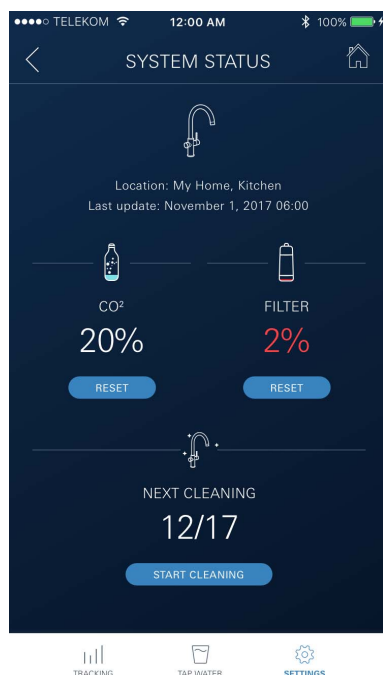 TELEKOM 12:00 AM 100%
SYSTEM STATUS
Location: My Home, Kitchen
Last update: November 1, 2017 06:00
CO² FILTER
20% 2%
RESET RESET
NEXT CLEANING
12/17
START CLEANING
TRACKING TAP WATER SETTINGS